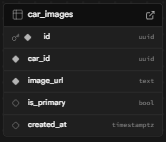 car_images
id uuid
car_id uuid
image_url text
is_primary bool
created_at timestamptz